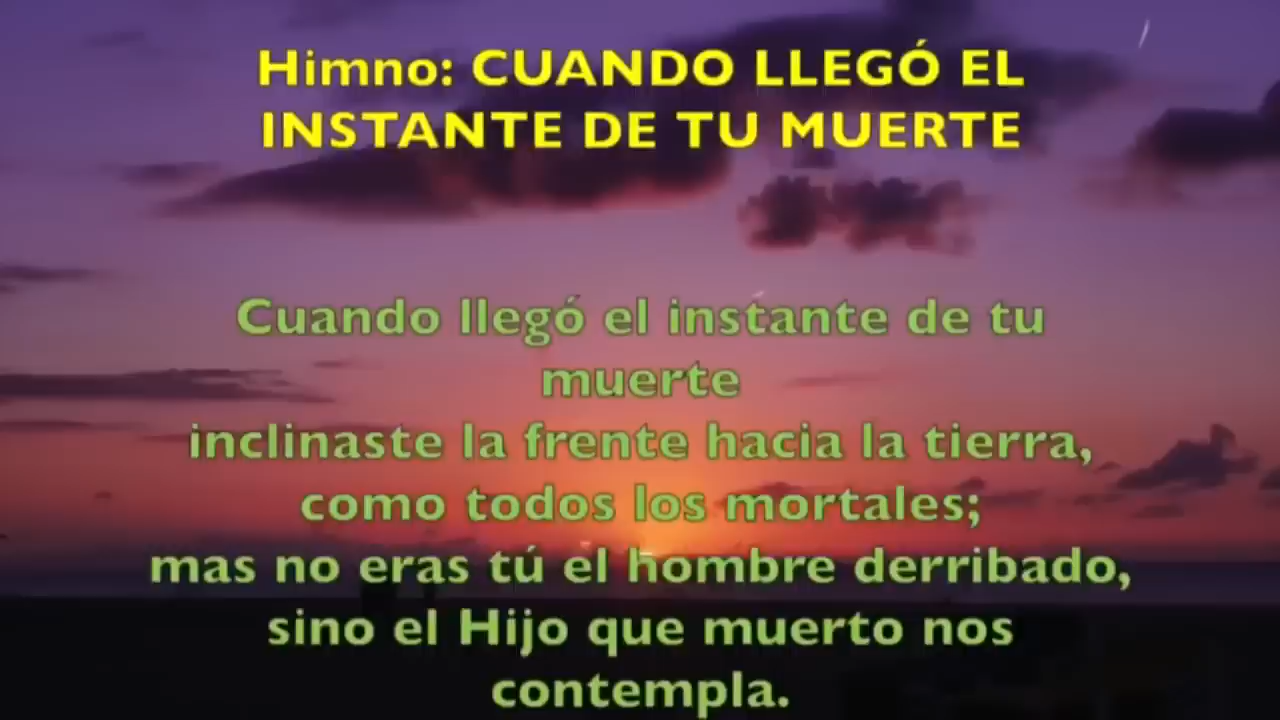 Himno: CUANDO LLEGÓ EL
INSTANTE DE TU MUERTE
Cuando llegó el instante de tu
muerte
inclinaste la frente hacia la tierra,
como todos los mortales;
mas no eras tú el hombre derribado,
sino el Hijo que muerto nos
contempla.